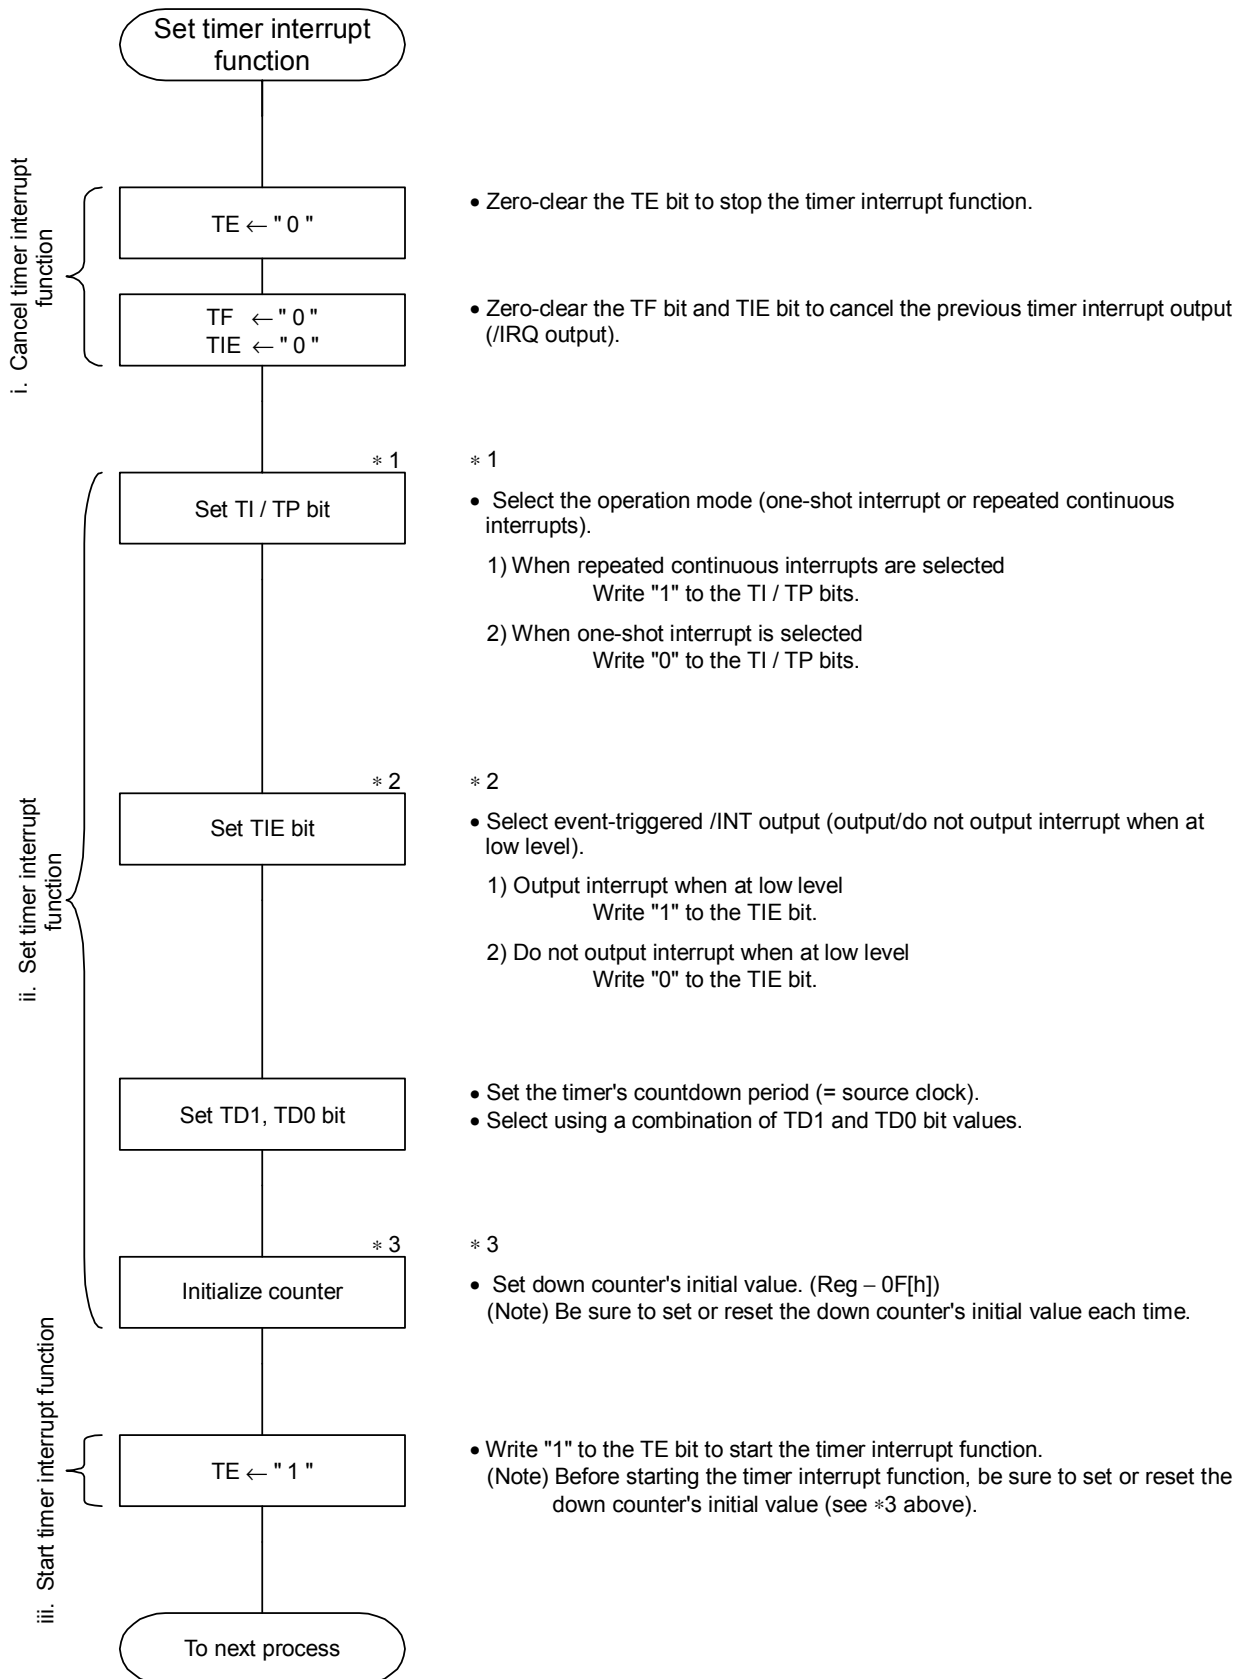 Set timer interrupt
function
i. Cancel timer interrupt
function
TE ← " 0 "
• Zero-clear the TE bit to stop the timer interrupt function.
TF ← " 0 "
TIE ← " 0 "
• Zero-clear the TF bit and TIE bit to cancel the previous timer interrupt output
(/IRQ output).
ii. Set timer interrupt
function
∗ 1
Set TI / TP bit
∗ 1
• Select the operation mode (one-shot interrupt or repeated continuous
interrupts).
1) When repeated continuous interrupts are selected
Write "1" to the TI / TP bits.
2) When one-shot interrupt is selected
Write "0" to the TI / TP bits.
∗ 2
Set TIE bit
∗ 2
• Select event-triggered /INT output (output/do not output interrupt when at
low level).
1) Output interrupt when at low level
Write "1" to the TIE bit.
2) Do not output interrupt when at low level
Write "0" to the TIE bit.
Set TD1, TD0 bit
• Set the timer's countdown period (= source clock).
• Select using a combination of TD1 and TD0 bit values.
∗ 3
Initialize counter
∗ 3
• Set down counter's initial value. (Reg − 0F[h])
(Note) Be sure to set or reset the down counter's initial value each time.
iii. Start timer interrupt function
TE ← " 1 "
• Write "1" to the TE bit to start the timer interrupt function.
(Note) Before starting the timer interrupt function, be sure to set or reset the
down counter's initial value (see ∗3 above).
To next process